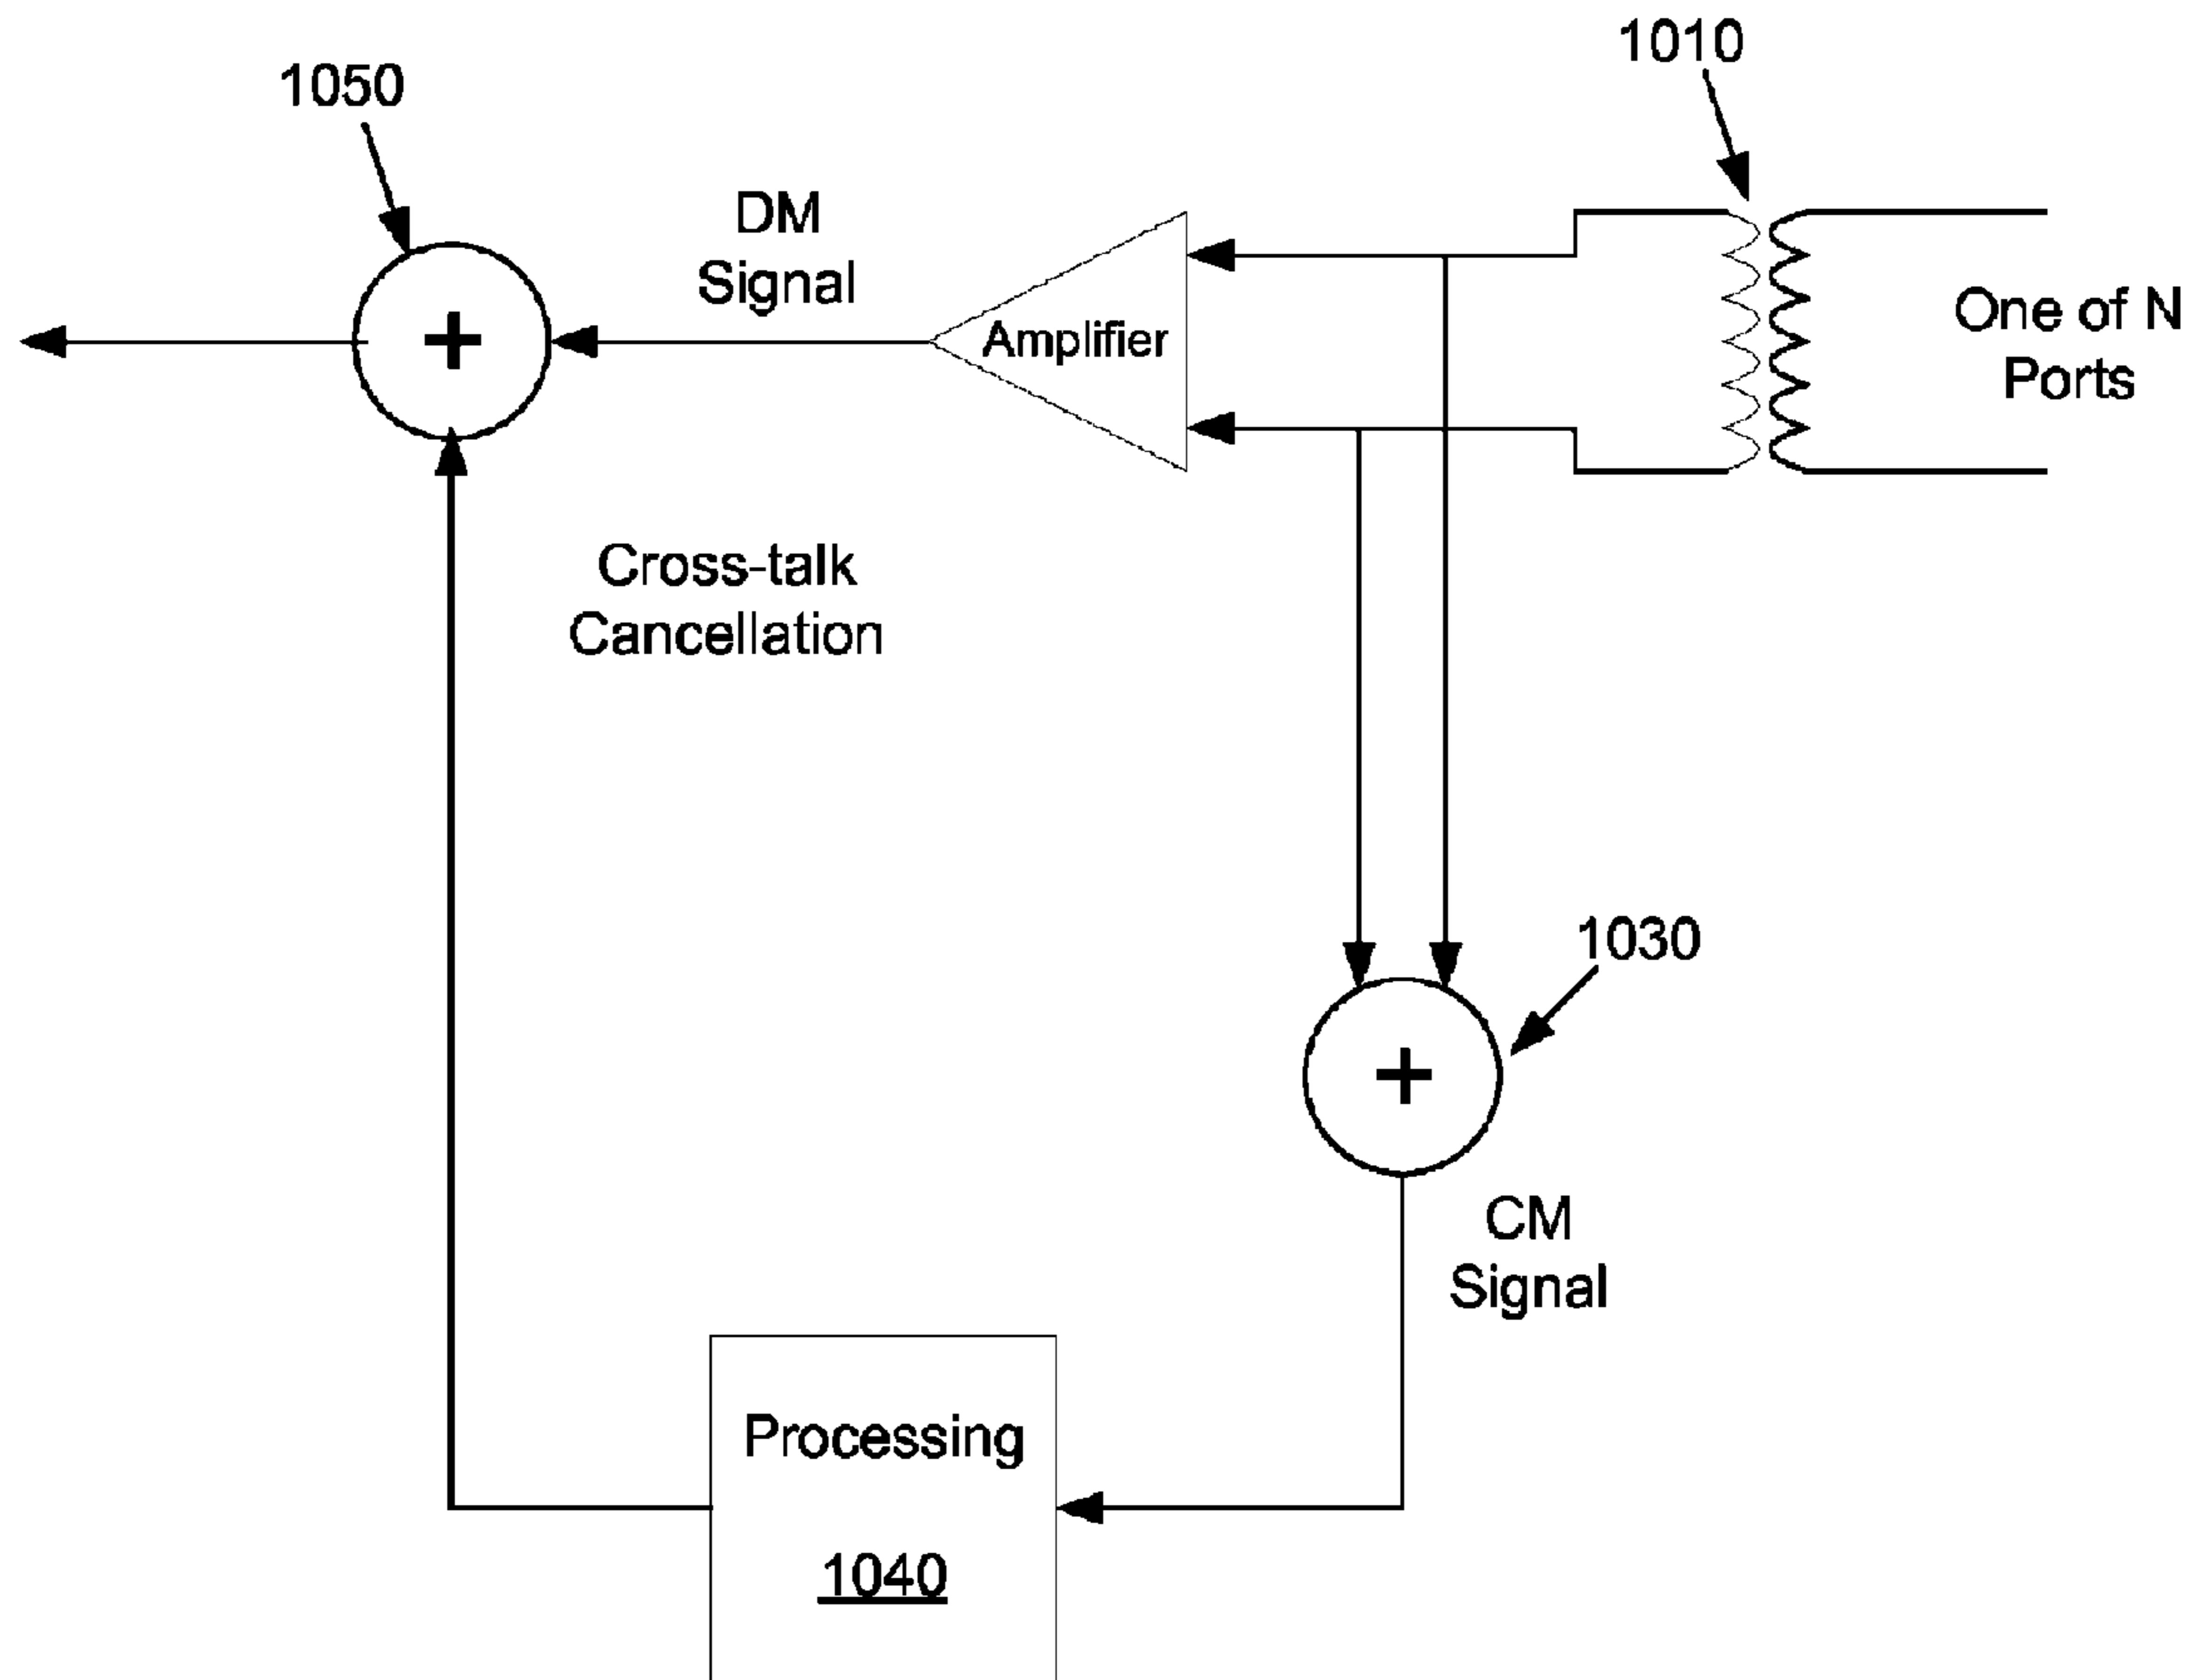 1010
1050
DM
Signal
Amplifier
+
One of N
Ports
Cross-talk
Cancellation
1030
+
CM
Signal
Processing
1040